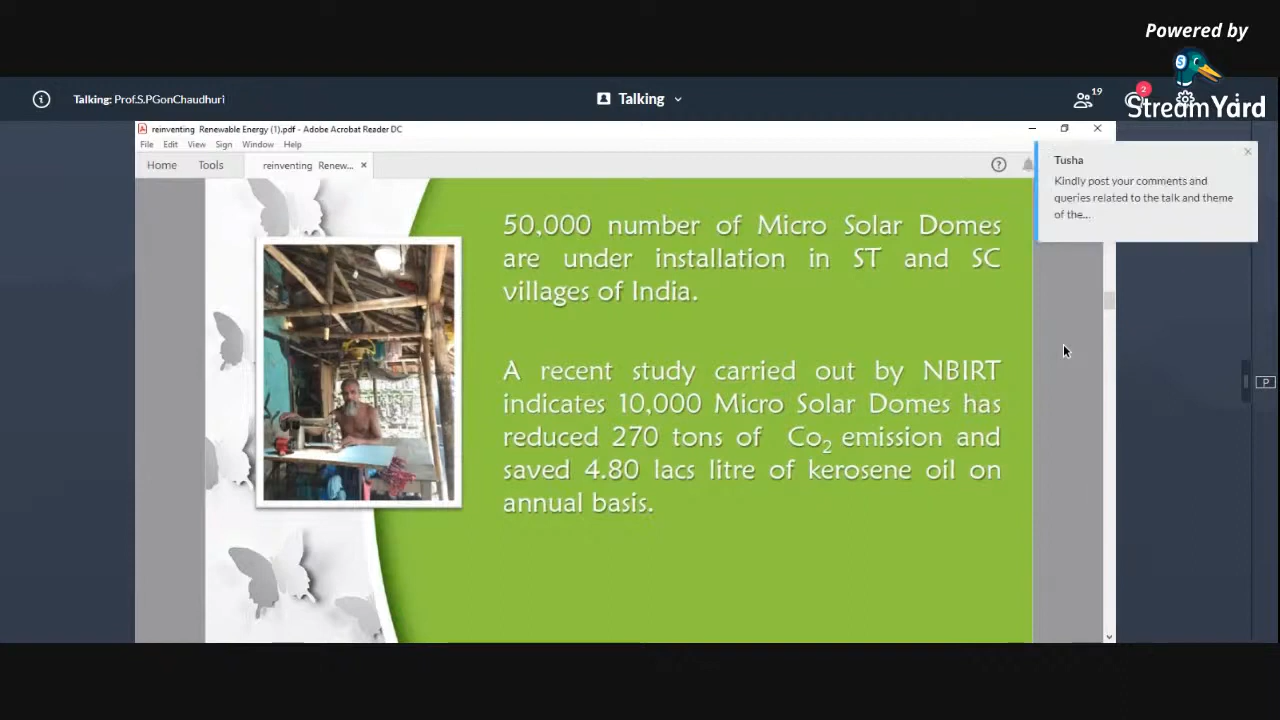 Powered by
StreamYard
Talking: Prof.S.PGonChaudhuri
Talking
19
2
reinventing Renewable Energy (1).pdf - Adobe Acrobat Reader DC
File Edit View Sign Window Help
Home Tools reinventing Renew... ×
Tusha
Kindly post your comments and
queries related to the talk and theme
of the...
50,000 number of Micro Solar Domes
are under installation in ST and SC
villages of India.
A recent study carried out by NBIRT
indicates 10,000 Micro Solar Domes has
reduced 270 tons of Co₂ emission and
saved 4.80 lacs litre of kerosene oil on
annual basis.
P